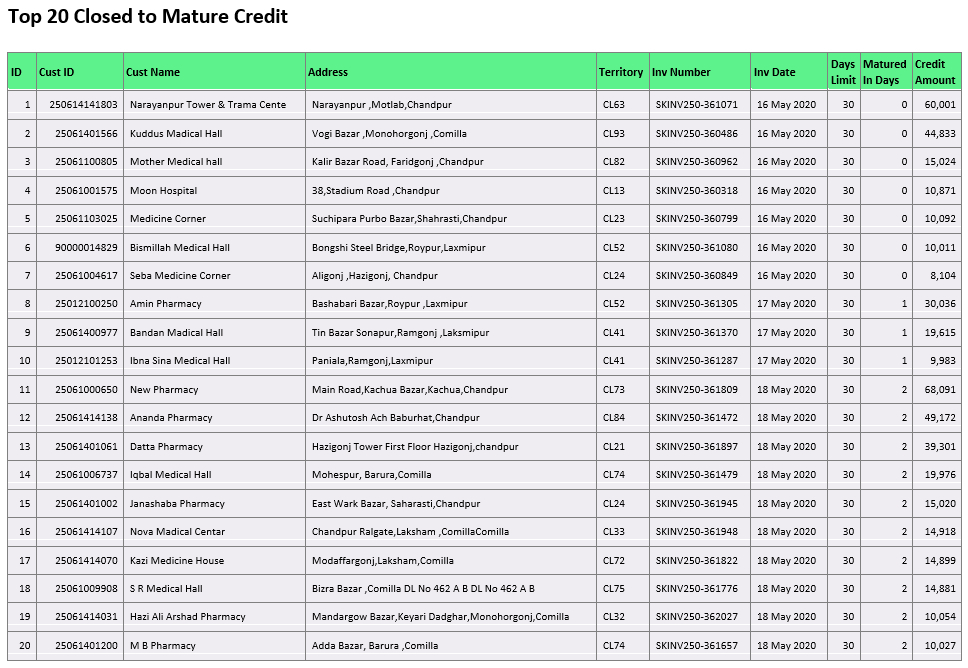 Top 20 Closed to Mature Credit
ID Cust ID Cust Name Address Territory Inv Number Inv Date Days Limit Matured In Days Credit Amount
1 250614141803 Narayanpur Tower & Trama Cente Narayanpur ,Motlab,Chandpur CL63 SKINV250-361071 16 May 2020 30 0 60,001
2 25061401566 Kuddus Madical Hall Vogi Bazar ,Monohorgonj ,Comilla CL93 SKINV250-360486 16 May 2020 30 0 44,833
3 25061100805 Mother Medical hall Kalir Bazar Road, Faridgonj ,Chandpur CL82 SKINV250-360962 16 May 2020 30 0 15,024
4 25061001575 Moon Hospital 38,Stadium Road ,Chandpur CL13 SKINV250-360318 16 May 2020 30 0 10,871
5 25061103025 Medicine Corner Suchipara Purbo Bazar,Shahrasti,Chandpur CL23 SKINV250-360799 16 May 2020 30 0 10,092
6 90000014829 Bismillah Medical Hall Bongshi Steel Bridge,Roypur,Laxmipur CL52 SKINV250-361080 16 May 2020 30 0 10,011
7 25061004617 Seba Medicine Corner Aligonj ,Hazigonj, Chandpur CL24 SKINV250-360849 16 May 2020 30 0 8,104
8 25012100250 Amin Pharmacy Bashabari Bazar,Roypur ,Laxmipur CL52 SKINV250-361305 17 May 2020 30 1 30,036
9 25061400977 Bandan Madical Hall Tin Bazar Sonapur,Ramgonj ,Laksmipur CL41 SKINV250-361370 17 May 2020 30 1 19,615
10 25012101253 Ibna Sina Medical Hall Paniala,Ramgonj,Laxmipur CL41 SKINV250-361287 17 May 2020 30 1 9,983
11 25061000650 New Pharmacy Main Road,Kachua Bazar,Kachua,Chandpur CL73 SKINV250-361809 18 May 2020 30 2 68,091
12 25061414138 Ananda Pharmacy Dr Ashutosh Ach Baburhat,Chandpur CL84 SKINV250-361472 18 May 2020 30 2 49,172
13 25061401061 Datta Pharmacy Hazigonj Tower First Floor Hazigonj,chandpur CL21 SKINV250-361897 18 May 2020 30 2 39,301
14 25061006737 Iqbal Medical Hall Mohespur, Barura,Comilla CL74 SKINV250-361479 18 May 2020 30 2 19,976
15 25061401002 Janashaba Pharmacy East Wark Bazar, Saharasti,Chandpur CL24 SKINV250-361945 18 May 2020 30 2 15,020
16 25061414107 Nova Madical Centar Chandpur Ralgate,Laksham ,ComillaComilla CL33 SKINV250-361948 18 May 2020 30 2 14,918
17 25061414070 Kazi Medicine House Modaffargonj,Laksham,Comilla CL72 SKINV250-361822 18 May 2020 30 2 14,899
18 25061009908 S R Medical Hall Bizra Bazar ,Comilla DL No 462 A B DL No 462 A B CL75 SKINV250-361776 18 May 2020 30 2 14,881
19 25061414031 Hazi Ali Arshad Pharmacy Mandargow Bazar,Keyari Dadghar,Monohorgonj,Comilla CL32 SKINV250-362027 18 May 2020 30 2 10,054
20 25061401200 M B Pharmacy Adda Bazar, Barura ,Comilla CL74 SKINV250-361657 18 May 2020 30 2 10,027